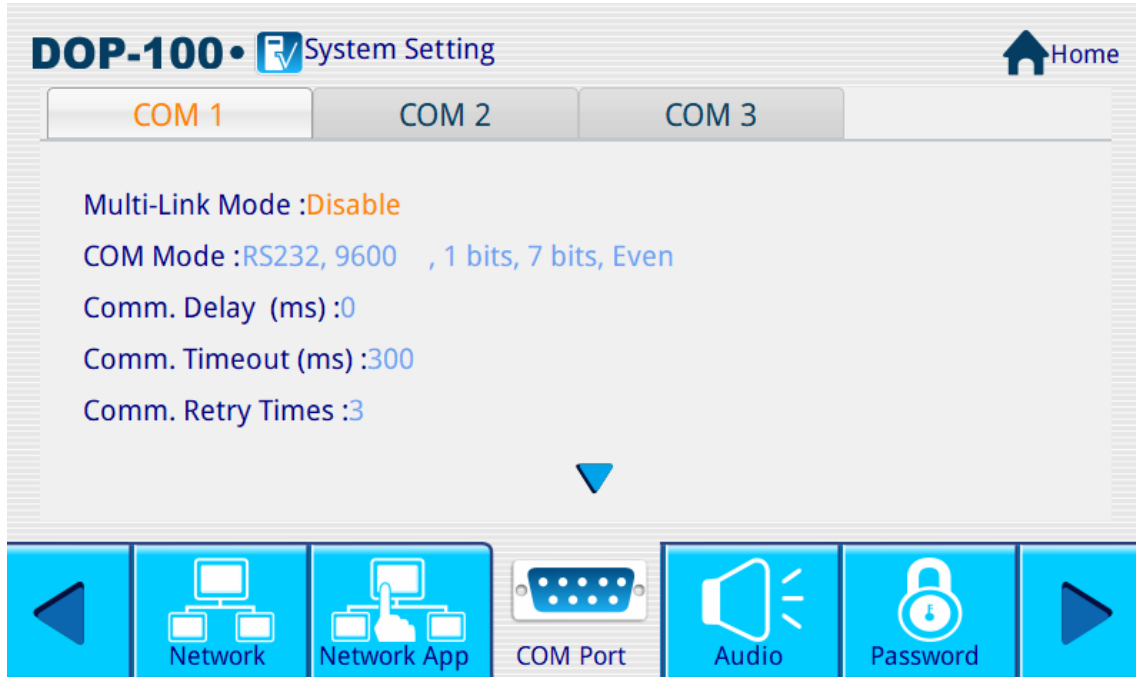 DOP-100• System Setting
Home
COM 1 COM 2 COM 3
Multi-Link Mode :Disable
COM Mode :RS232, 9600 , 1 bits, 7 bits, Even
Comm. Delay (ms) :0
Comm. Timeout (ms) :300
Comm. Retry Times :3
Network Network App COM Port Audio Password